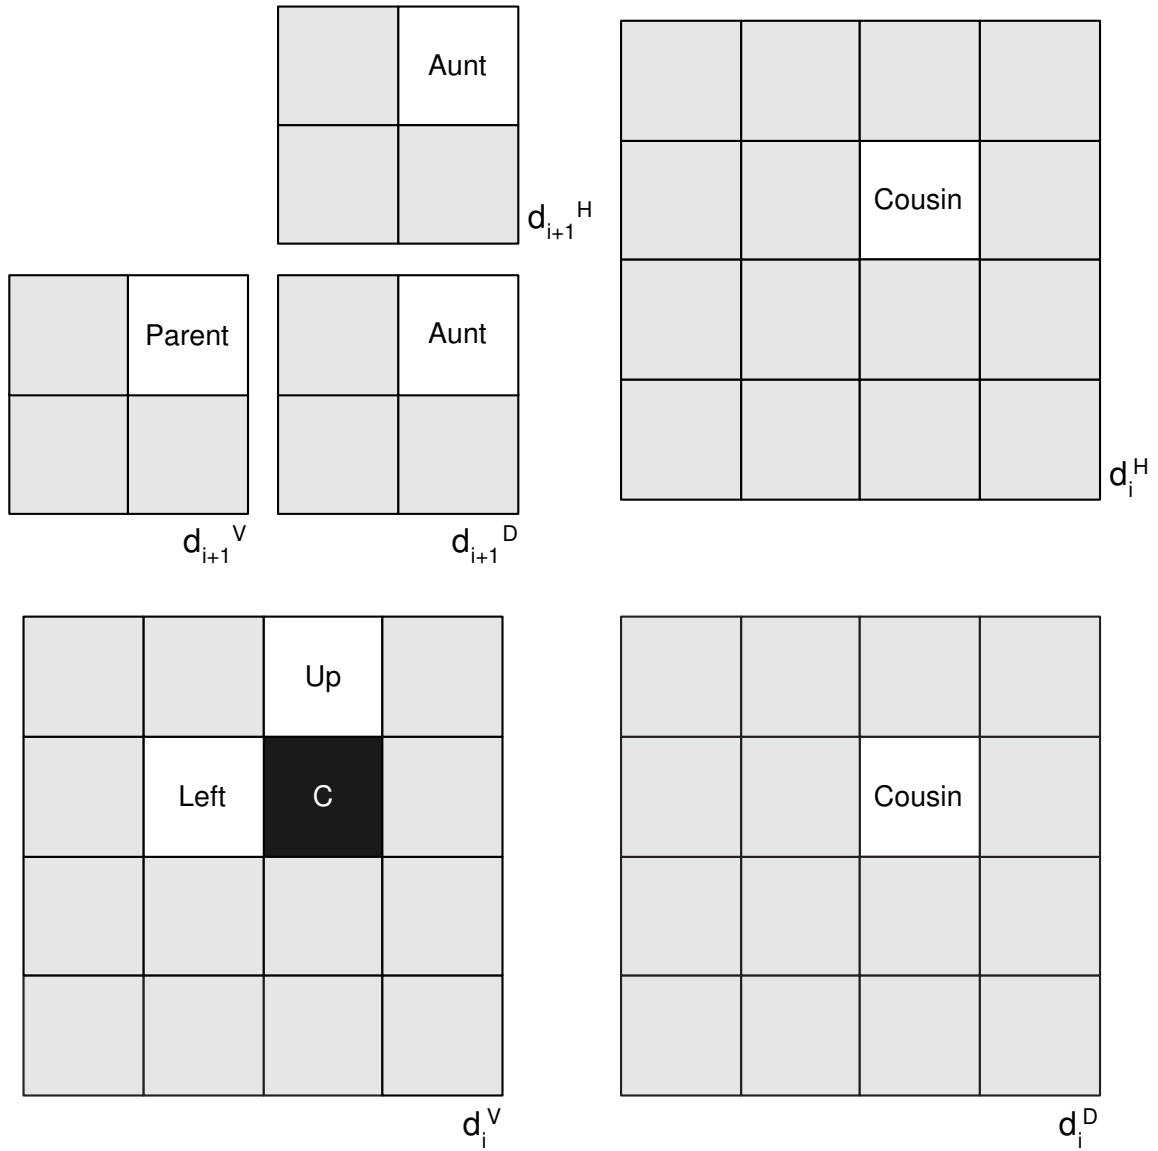 Aunt
d_{i+1}^H
Cousin
Parent
Aunt
d_i^H
d_{i+1}^V
d_{i+1}^D
Up
Left
C
Cousin
d_i^V
d_i^D